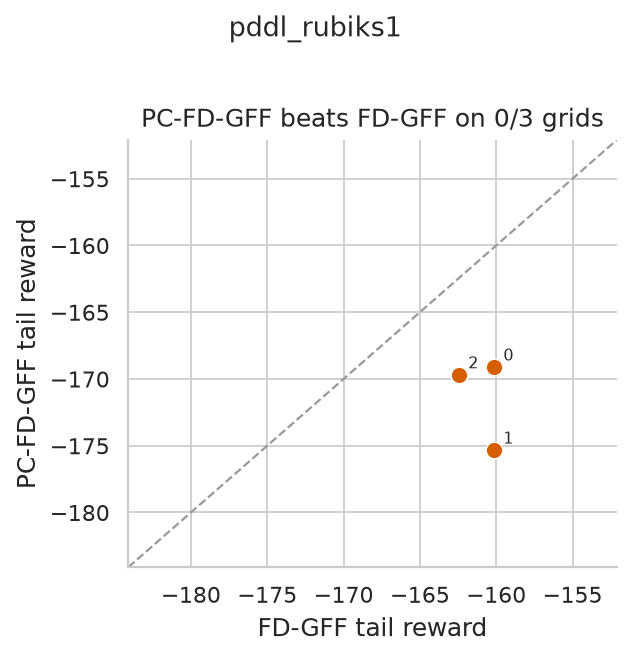 pddl_rubiks1
PC-FD-GFF beats FD-GFF on 0/3 grids
PC-FD-GFF tail reward
−155
−160
−165
−170
−175
−180
0
2
1
−180 −175 −170 −165 −160 −155
FD-GFF tail reward